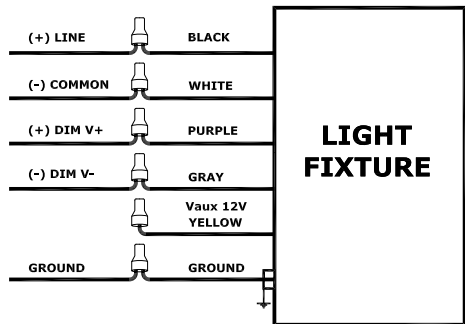 (+) LINE BLACK
(-) COMMON WHITE
(+) DIM V+ PURPLE
(-) DIM V- GRAY
Vaux 12V
YELLOW
GROUND GROUND
LIGHT
FIXTURE